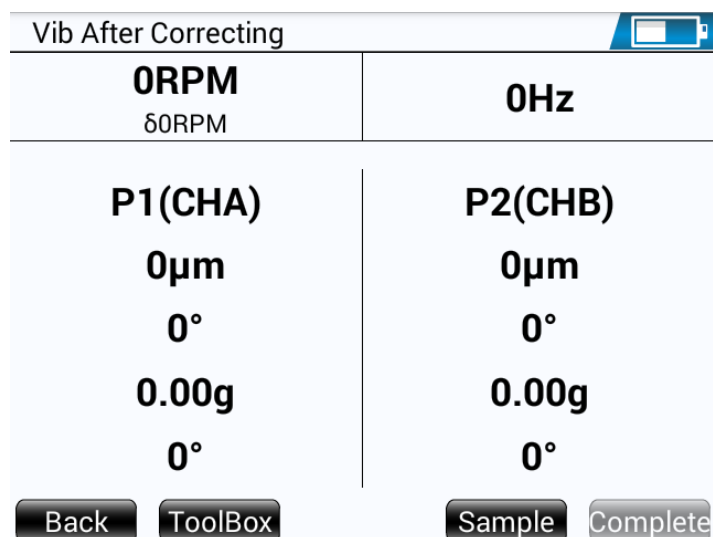 Vib After Correcting
0RPM 0Hz
δ0RPM
P1(CHA) P2(CHB)
0μm 0μm
0° 0°
0.00g 0.00g
0° 0°
Back ToolBox Sample Complete